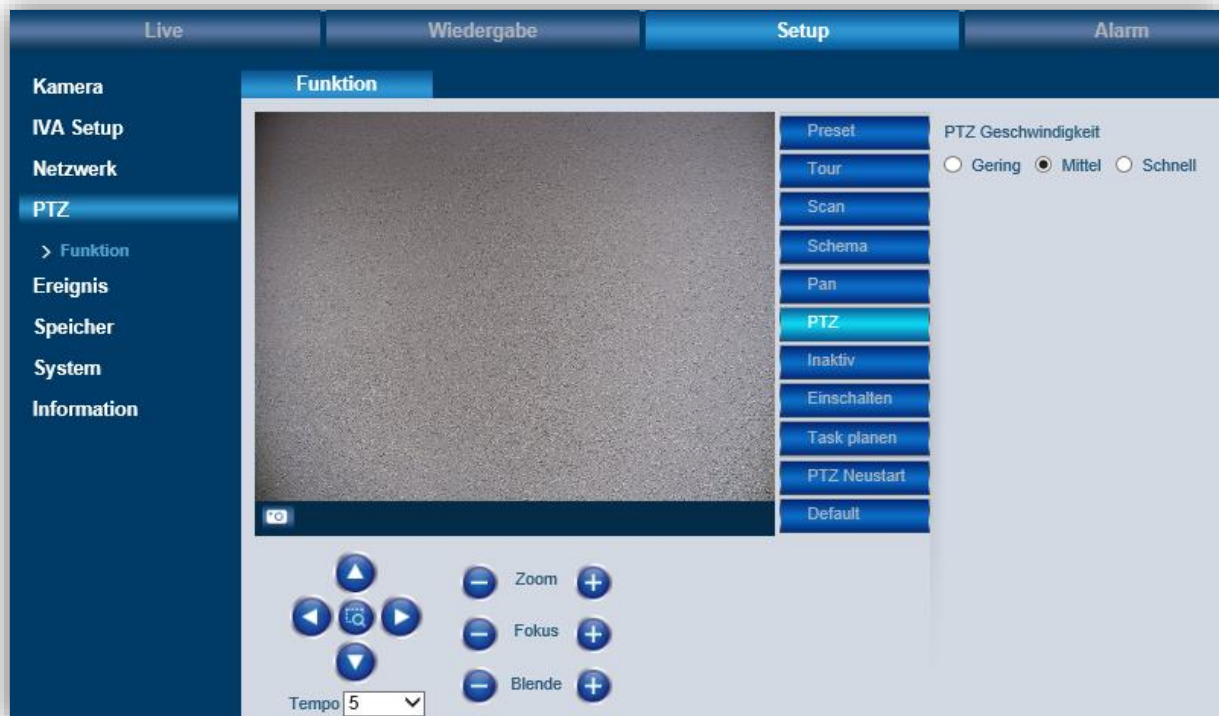 Live Wiedergabe Setup Alarm
Kamera
IVA Setup
Netzwerk
PTZ
> Funktion
Ereignis
Speicher
System
Information
Funktion
Preset
Tour
Scan
Schema
Pan
PTZ
Inaktiv
Einschalten
Task planen
PTZ Neustart
Default
PTZ Geschwindigkeit
Gering Mittel Schnell
Zoom
Fokus
Blende
Tempo 5